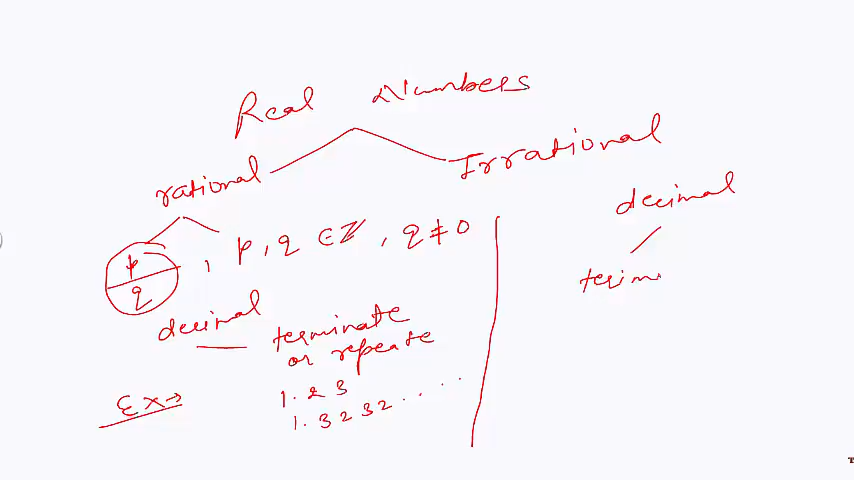 Real Numbers
rational
Irrational
p/q , p, q ∈ ℤ, q ≠ 0
decimal
terminate
or repeate
Ex→
1.23
1.3232.....
decimal